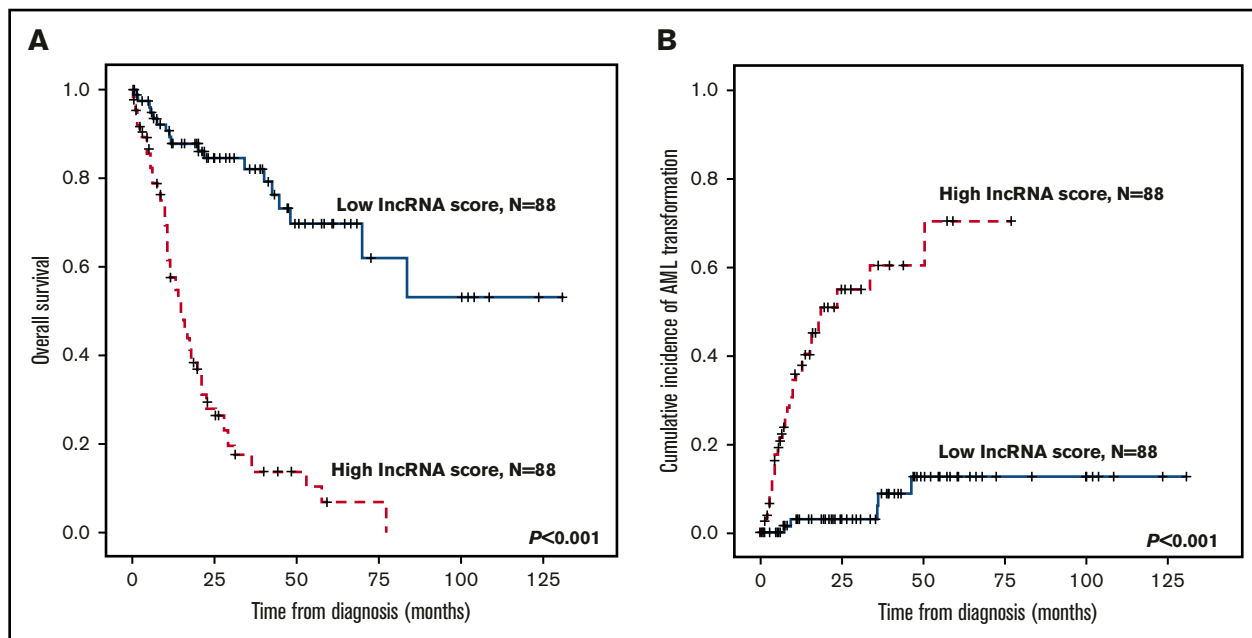 A
Overall survival
1.0
0.8
0.6
0.4
0.2
0.0
Low lncRNA score, N=88
High lncRNA score, N=88
P<0.001
0 25 50 75 100 125
Time from diagnosis (months)
B
Cumulative incidence of AML transformation
1.0
0.8
0.6
0.4
0.2
0.0
High lncRNA score, N=88
Low lncRNA score, N=88
P<0.001
0 25 50 75 100 125
Time from diagnosis (months)